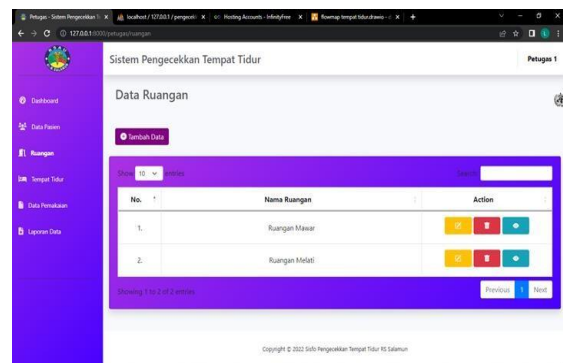 Petugas - Sistem Pengecekkan Te
localhost / 127.0.0.1 / pengecek
Hosting Accounts - InfinityFree
flowmap tempat tidur.drawio -
127.0.0.1:8000/petugas/ruangan
Sistem Pengecekkan Tempat Tidur
Petugas 1
Dashboard
Data Pasien
Ruangan
Tempat Tidur
Data Pemakaian
Laporan Data
Data Ruangan
Tambah Data
Show 10 entries
Search:
No. Nama Ruangan Action
1. Ruangan Mawar
2. Ruangan Melati
Showing 1 to 2 of 2 entries
Previous 1 Next
Copyright © 2022 Sisfo Pengecekkan Tempat Tidur RS Salamun